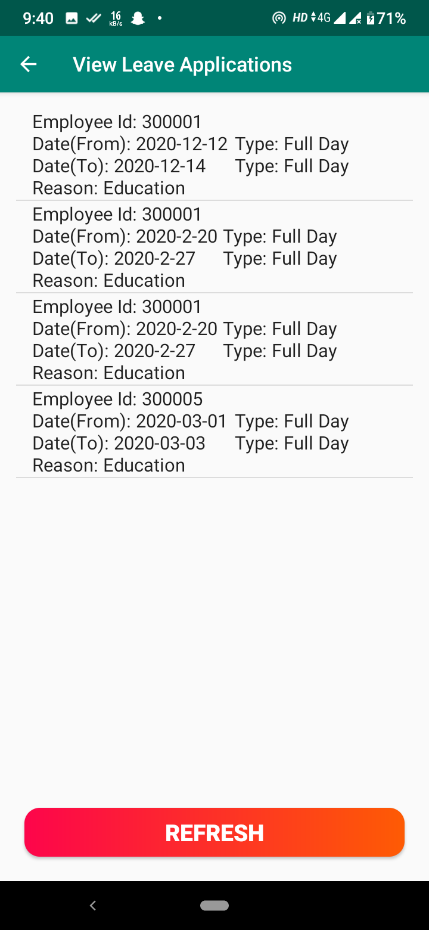 9:40 16 KB/s HD 4G 71%
View Leave Applications
Employee Id: 300001
Date(From): 2020-12-12 Type: Full Day
Date(To): 2020-12-14 Type: Full Day
Reason: Education
Employee Id: 300001
Date(From): 2020-2-20 Type: Full Day
Date(To): 2020-2-27 Type: Full Day
Reason: Education
Employee Id: 300001
Date(From): 2020-2-20 Type: Full Day
Date(To): 2020-2-27 Type: Full Day
Reason: Education
Employee Id: 300005
Date(From): 2020-03-01 Type: Full Day
Date(To): 2020-03-03 Type: Full Day
Reason: Education
REFRESH